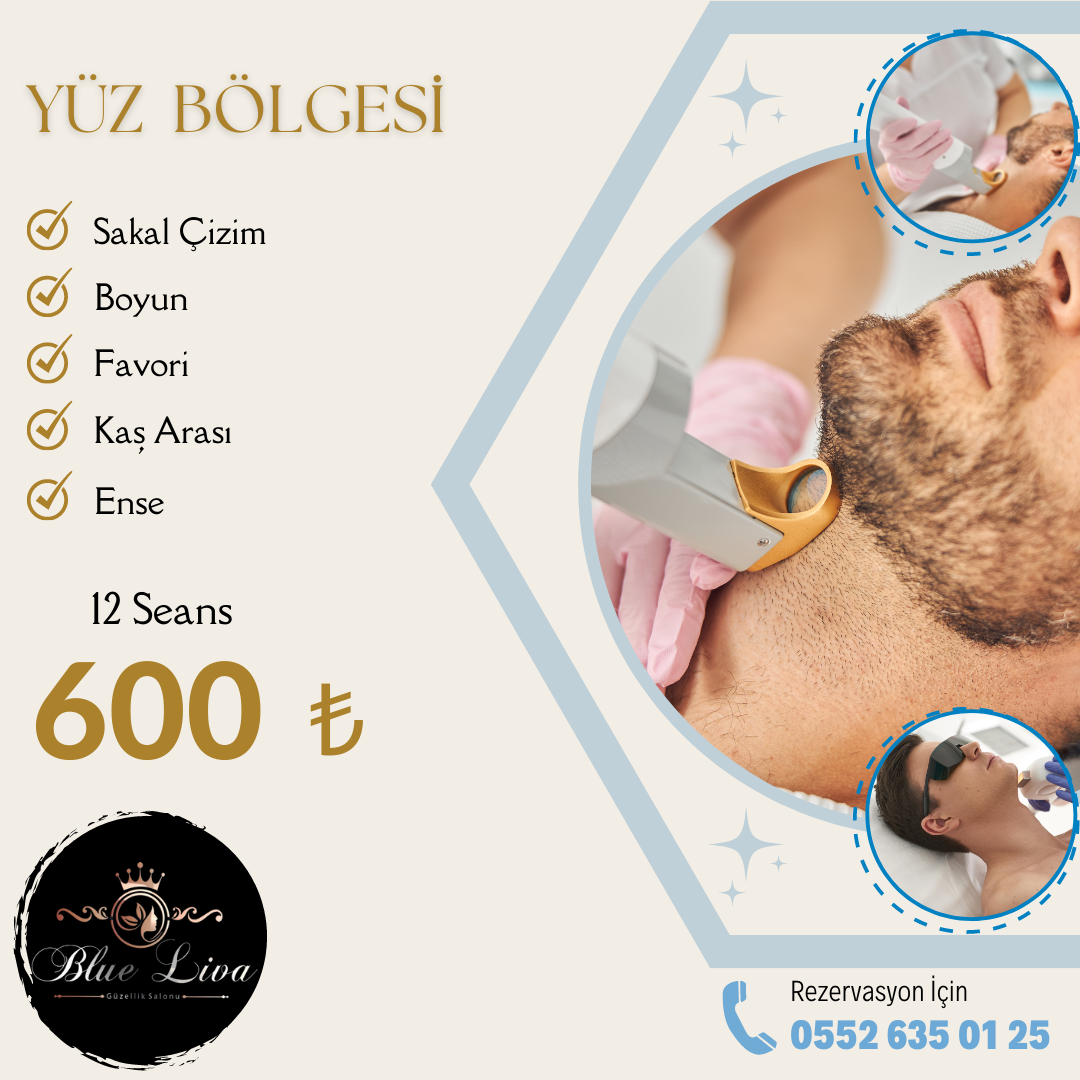 YÜZ BÖLGESİ
Sakal Çizim
Boyun
Favori
Kaş Arası
Ense
12 Seans
600 ₺
Blue Liva
Güzellik Salonu
Rezervasyon İçin
0552 635 01 25